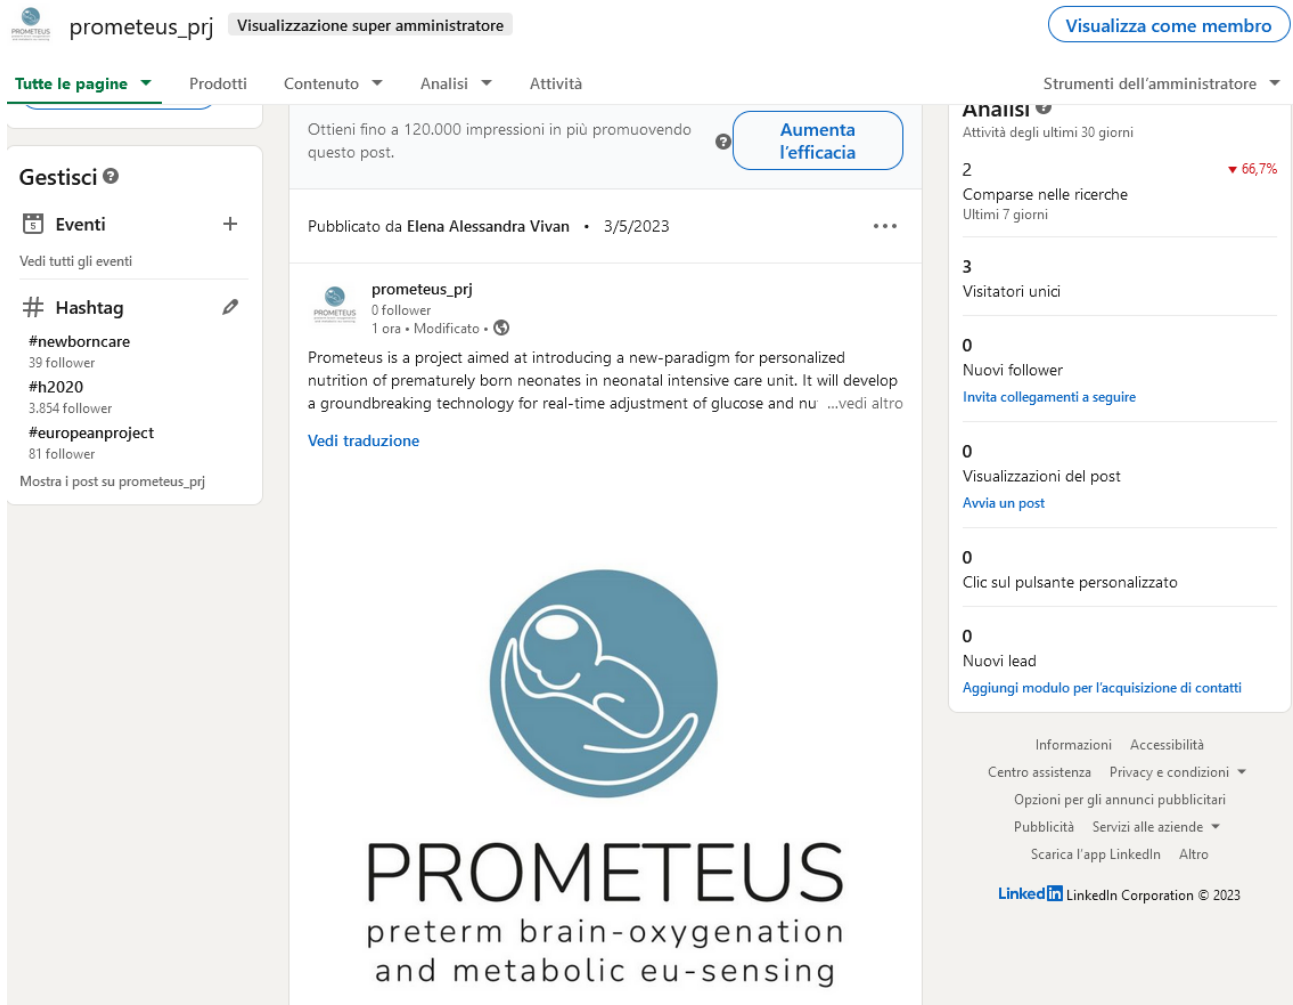 PROMETEUS
prometeus_prj
Visualizzazione super amministratore
Visualizza come membro
Tutte le pagine
Prodotti
Contenuto
Analisi
Attività
Strumenti dell'amministratore
Gestisci
5
Eventi
Vedi tutti gli eventi
Hashtag
#newborncare
39 follower
#h2020
3.854 follower
#europeanproject
81 follower
Mostra i post su prometeus_prj
Ottieni fino a 120.000 impressioni in più promuovendo
questo post.
Aumenta
l'efficacia
Pubblicato da Elena Alessandra Vivan • 3/5/2023
PROMETEUS
prometeus_prj
0 follower
1 ora • Modificato •
Prometeus is a project aimed at introducing a new-paradigm for personalized
nutrition of prematurely born neonates in neonatal intensive care unit. It will develop
a groundbreaking technology for real-time adjustment of glucose and nu ...vedi altro
Vedi traduzione
PROMETEUS
preterm brain-oxygenation
and metabolic eu-sensing
Analisi
Attività degli ultimi 30 giorni
2
66,7%
Comparse nelle ricerche
Ultimi 7 giorni
3
Visitatori unici
0
Nuovi follower
Invita collegamenti a seguire
0
Visualizzazioni del post
Avvia un post
0
Clic sul pulsante personalizzato
0
Nuovi lead
Aggiungi modulo per l'acquisizione di contatti
Informazioni Accessibilità
Centro assistenza Privacy e condizioni
Opzioni per gli annunci pubblicitari
Pubblicità Servizi alle aziende
Scarica l'app LinkedIn Altro
Linked in LinkedIn Corporation © 2023